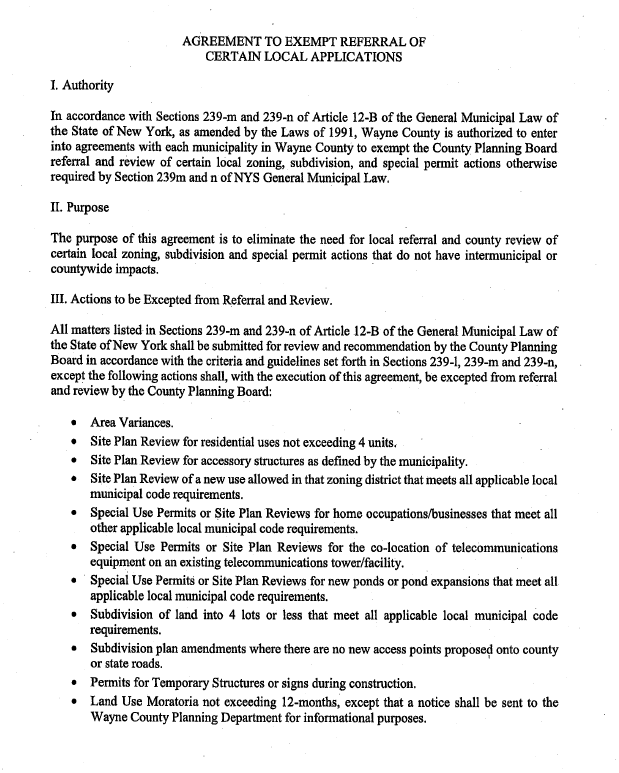 AGREEMENT TO EXEMPT REFERRAL OF
CERTAIN LOCAL APPLICATIONS
I. Authority
In accordance with Sections 239-m and 239-n of Article 12-B of the General Municipal Law of
the State of New York, as amended by the Laws of 1991, Wayne County is authorized to enter
into agreements with each municipality in Wayne County to exempt the County Planning Board
referral and review of certain local zoning, subdivision, and special permit actions otherwise
required by Section 239m and n of NYS General Municipal Law.
II. Purpose
The purpose of this agreement is to eliminate the need for local referral and county review of
certain local zoning, subdivision and special permit actions that do not have intermunicipal or
countywide impacts.
III. Actions to be Excepted from Referral and Review.
All matters listed in Sections 239-m and 239-n of Article 12-B of the General Municipal Law of
the State of New York shall be submitted for review and recommendation by the County Planning
Board in accordance with the criteria and guidelines set forth in Sections 239-l, 239-m and 239-n,
except the following actions shall, with the execution of this agreement, be excepted from referral
and review by the County Planning Board:
• Area Variances.
• Site Plan Review for residential uses not exceeding 4 units.
• Site Plan Review for accessory structures as defined by the municipality.
• Site Plan Review of a new use allowed in that zoning district that meets all applicable local
municipal code requirements.
• Special Use Permits or Site Plan Reviews for home occupations/businesses that meet all
other applicable local municipal code requirements.
• Special Use Permits or Site Plan Reviews for the co-location of telecommunications
equipment on an existing telecommunications tower/facility.
• Special Use Permits or Site Plan Reviews for new ponds or pond expansions that meet all
applicable local municipal code requirements.
• Subdivision of land into 4 lots or less that meet all applicable local municipal code
requirements.
• Subdivision plan amendments where there are no new access points proposed onto county
or state roads.
• Permits for Temporary Structures or signs during construction.
• Land Use Moratoria not exceeding 12-months, except that a notice shall be sent to the
Wayne County Planning Department for informational purposes.